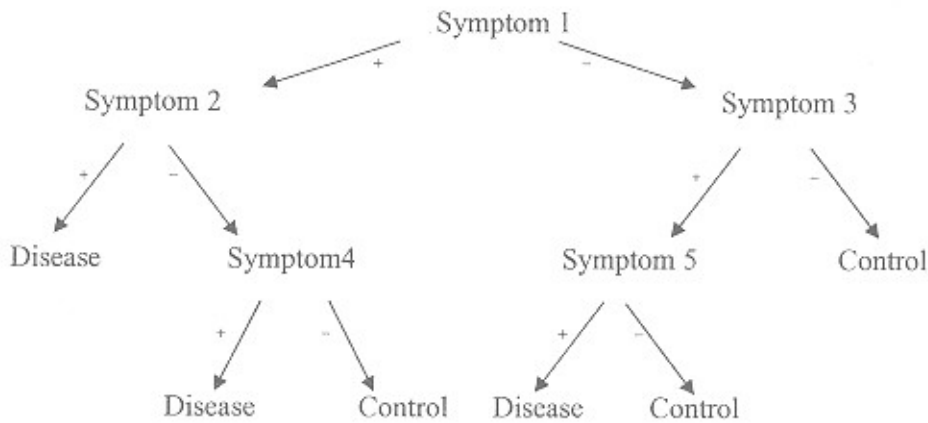 Symptom 1
+ −
Symptom 2 Symptom 3
+ − + −
Disease Symptom4 Symptom 5 Control
+ − + −
Disease Control Disease Control